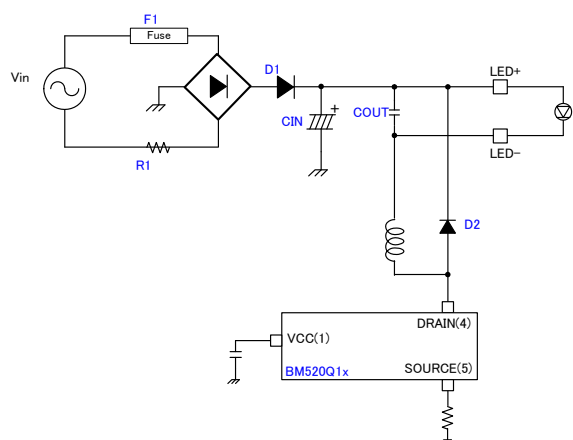 F1
Fuse
Vin
D1
LED+
CIN
+
COUT
LED-
R1
D2
DRAIN(4)
VCC(1)
SOURCE(5)
BM520Q1x